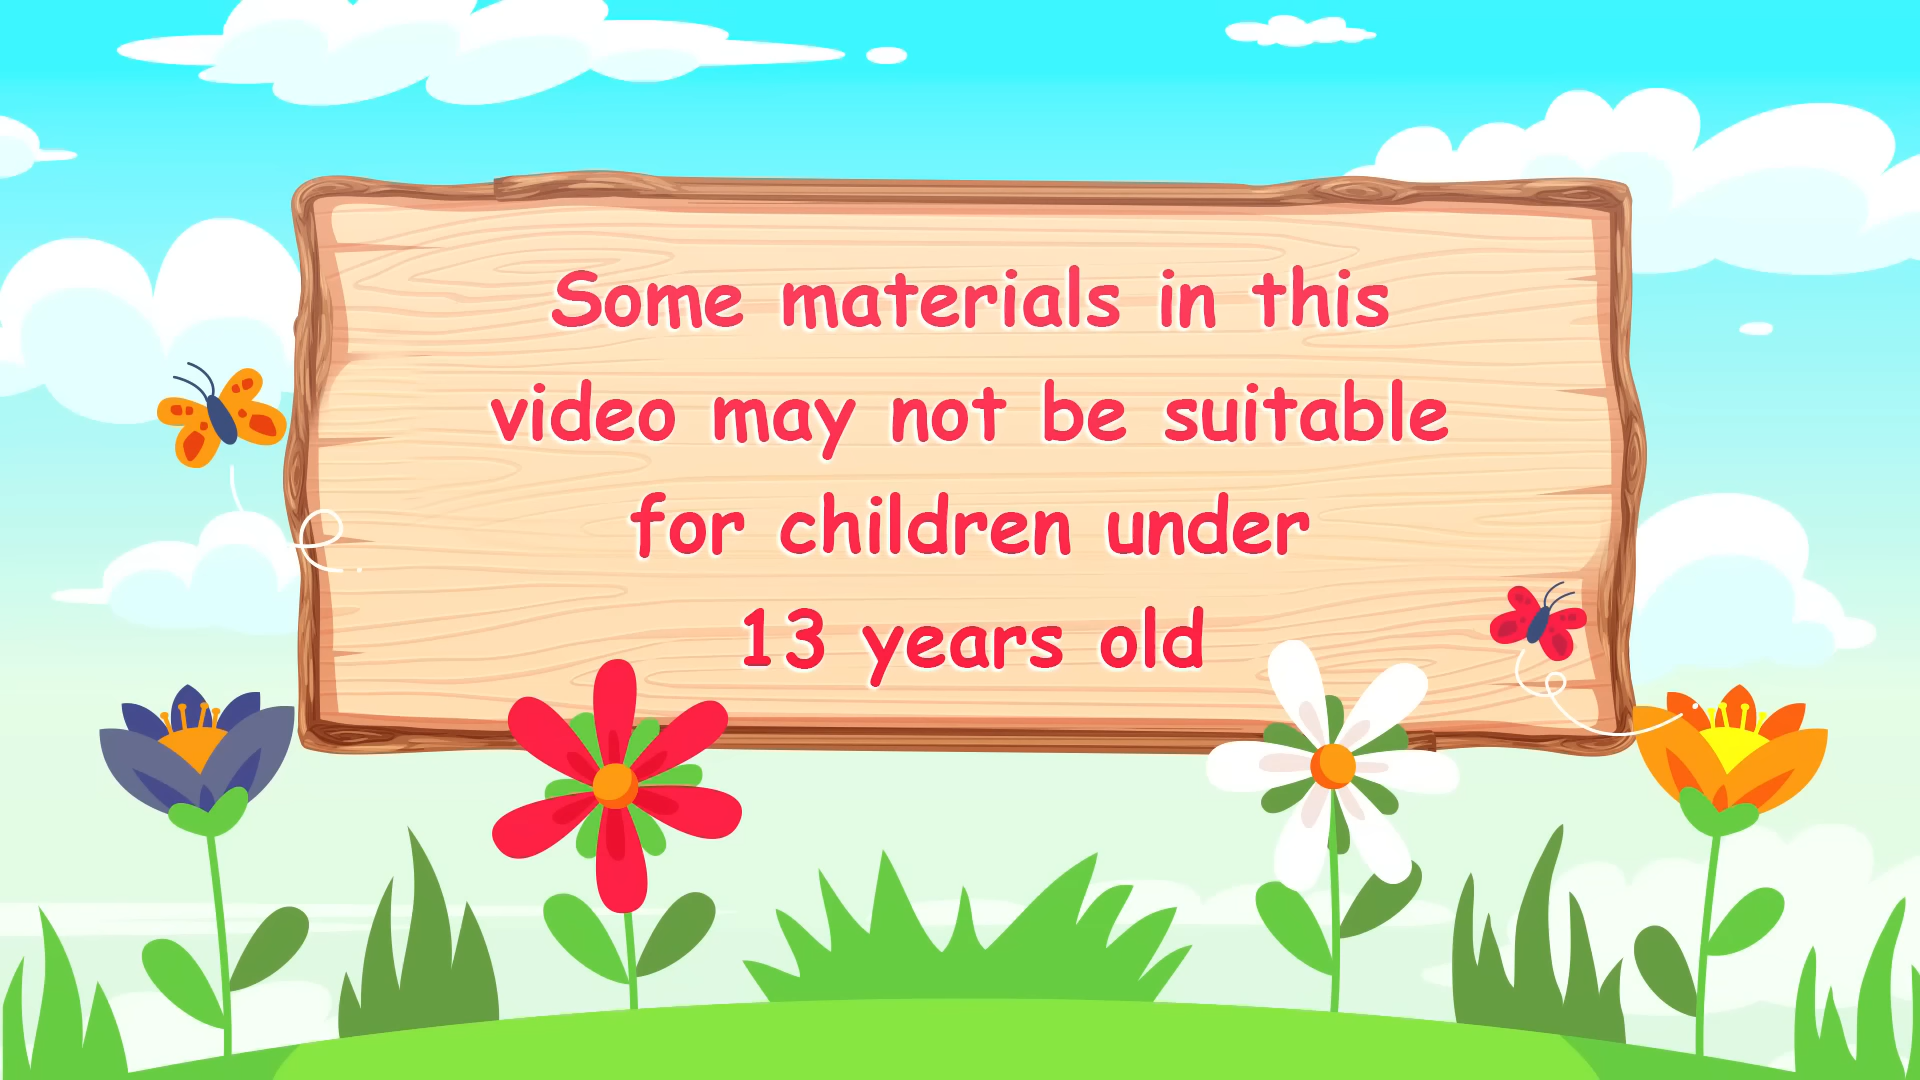 Some materials in this
video may not be suitable
for children under
13 years old